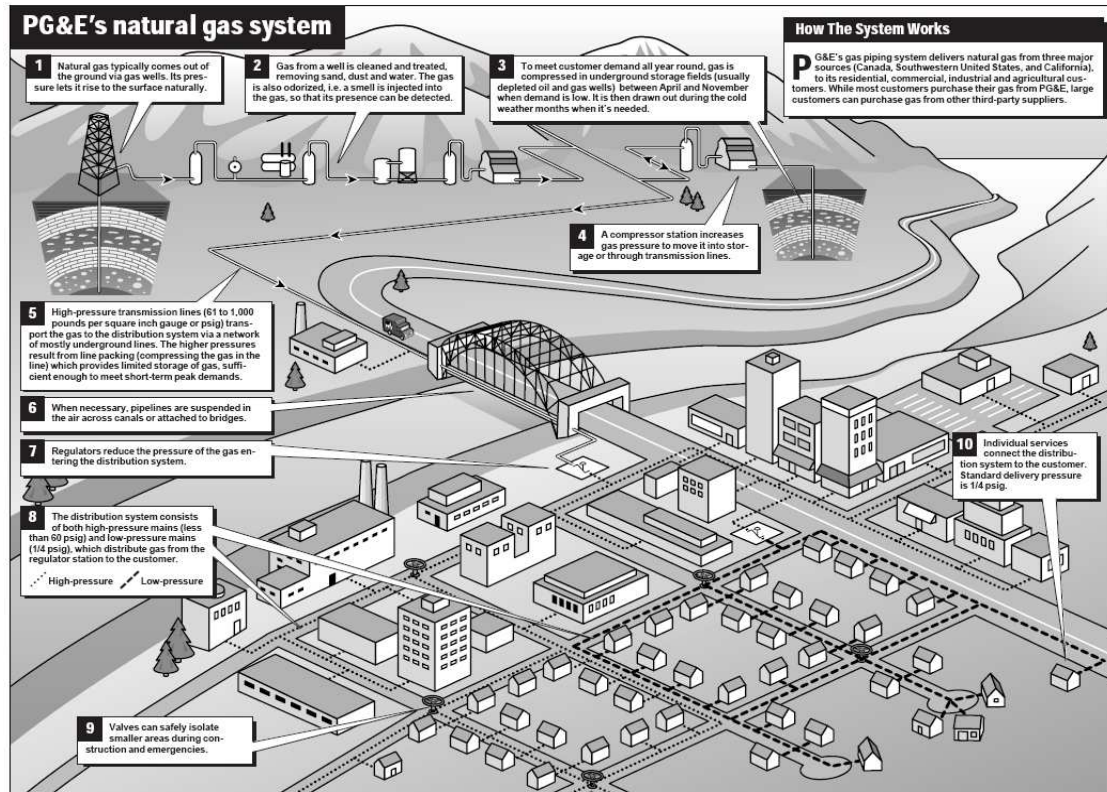 PG&E's natural gas system
How The System Works
PG&E's gas piping system delivers natural gas from three major
sources (Canada, Southwestern United States, and California),
to its residential, commercial, industrial and agricultural cus-
tomers. While most customers purchase their gas from PG&E, large
customers can purchase gas from other third-party suppliers.
1 Natural gas typically comes out of
the ground via gas wells. Its pres-
sure lets it rise to the surface naturally.
2 Gas from a well is cleaned and treated,
removing sand, dust and water. The gas
is also odorized, i.e. a smell is injected into
the gas, so that its presence can be detected.
3 To meet customer demand all year round, gas is
compressed in underground storage fields (usually
depleted oil and gas wells) between April and November
when demand is low. It is then drawn out during the cold
weather months when it's needed.
4 A compressor station increases
gas pressure to move it into stor-
age or through transmission lines.
5 High-pressure transmission lines (61 to 1,000
pounds per square inch gauge or psig) trans-
port the gas to the distribution system via a network
of mostly underground lines. The higher pressures
result from line packing (compressing the gas in the
line) which provides limited storage of gas, suffi-
cient enough to meet short-term peak demands.
6 When necessary, pipelines are suspended in
the air across canals or attached to bridges.
7 Regulators reduce the pressure of the gas en-
tering the distribution system.
8 The distribution system consists
of both high-pressure mains (less
than 60 psig) and low-pressure mains
(1/4 psig), which distribute gas from the
regulator station to the customer.
High-pressure Low-pressure
9 Valves can safely isolate
smaller areas during con-
struction and emergencies.
10 Individual services
connect the distribu-
tion system to the customer.
Standard delivery pressure
is 1/4 psig.